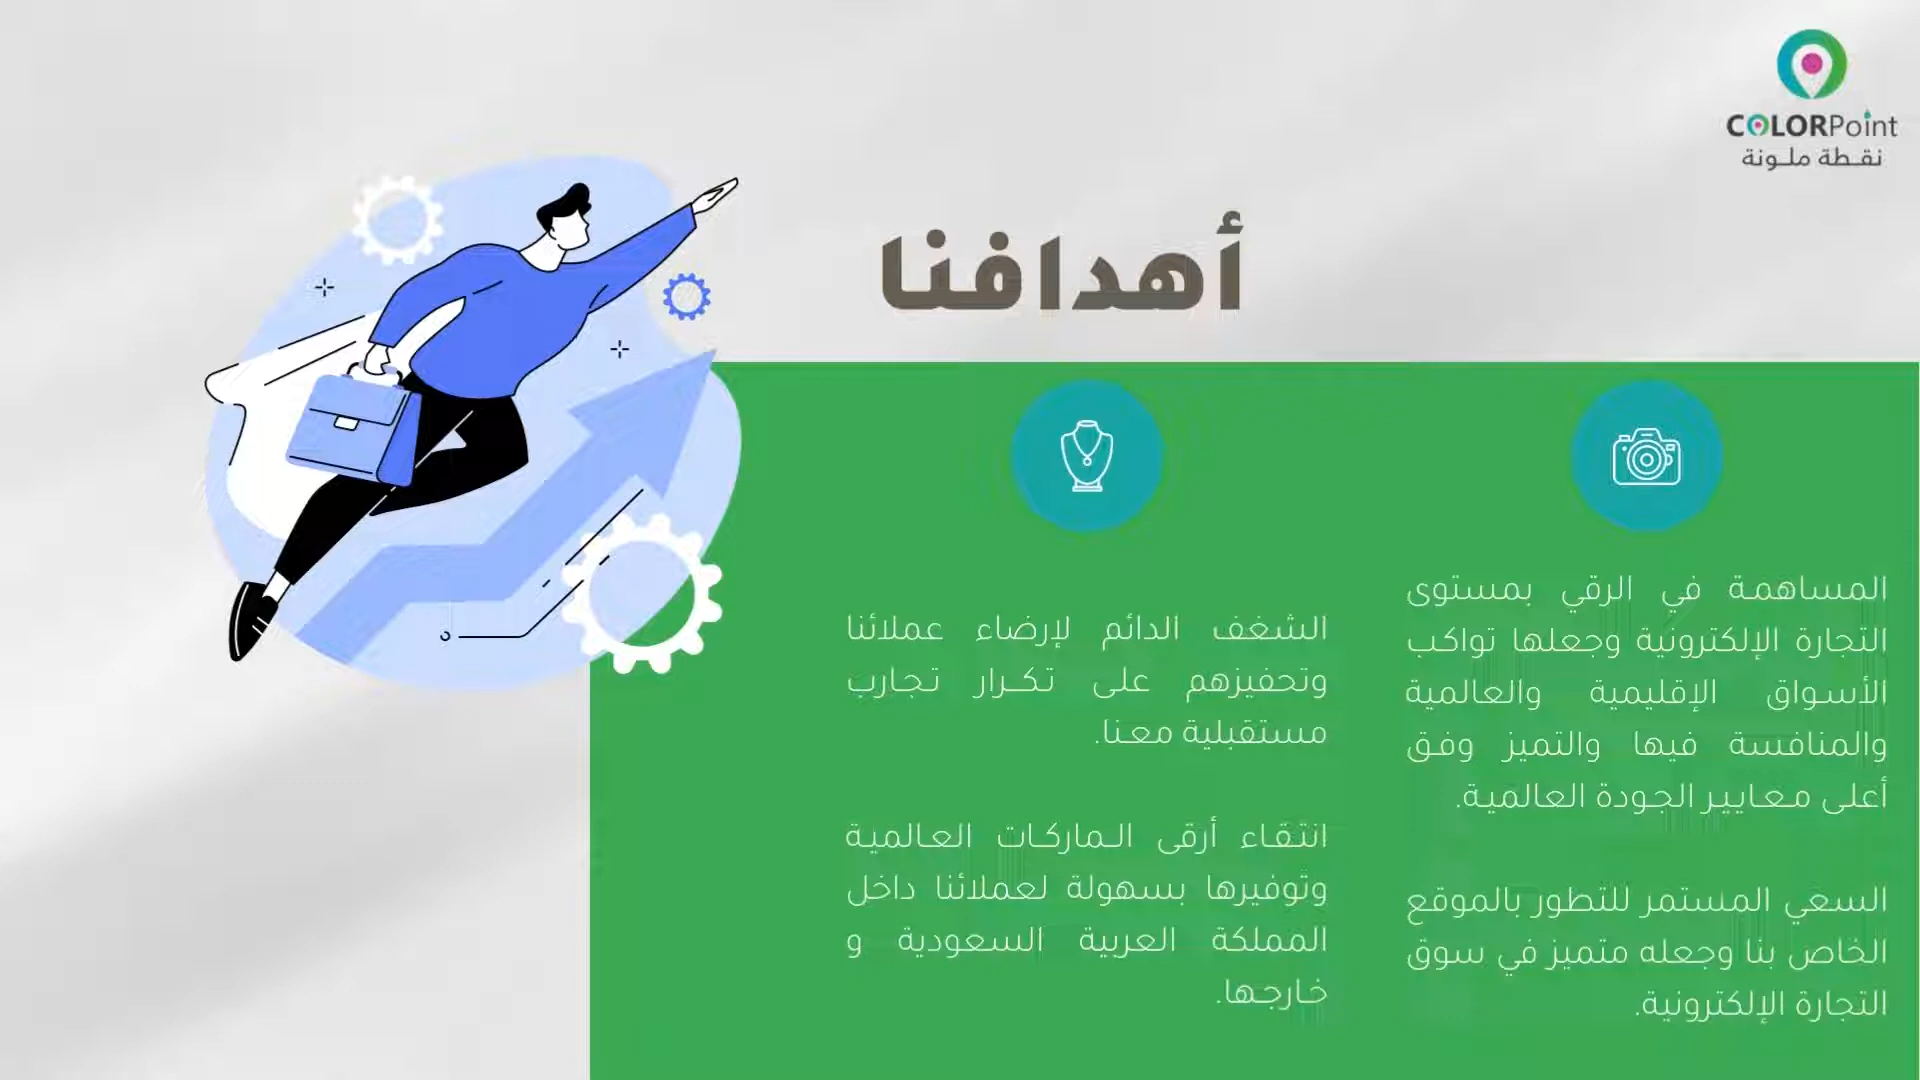 COLORPoint
نقطة ملونة
أهدافنا
المساهمة في الرقي بمستوى
التجارة الإلكترونية وجعلها تواكب
الأسواق الإقليمية والعالمية
والمنافسة فيها والتميز وفق
أعلى معايير الجودة العالمية.
السعي المستمر للتطور بالموقع
الخاص بنا وجعله متميز في سوق
التجارة الإلكترونية.
الشغف الدائم لإرضاء عملائنا
وتحفيزهم على تكرار تجارب
مستقبلية معنا.
انتقاء أرقى الماركات العالمية
وتوفيرها بسهولة لعملائنا داخل
المملكة العربية السعودية و
خارجها.